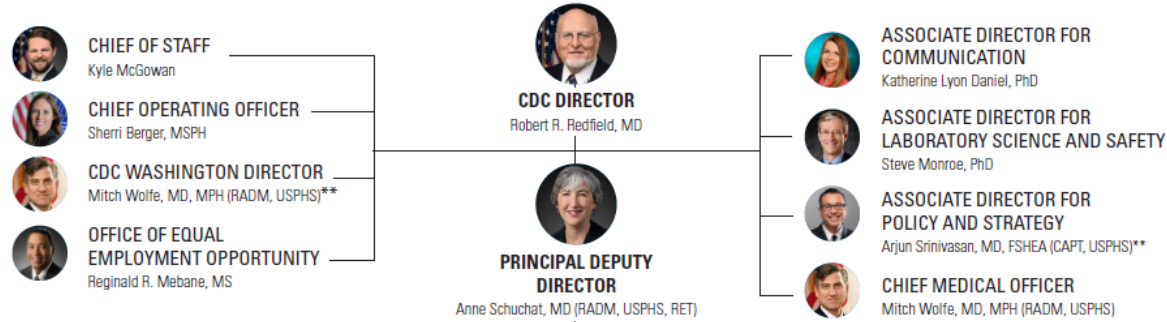 CHIEF OF STAFF
Kyle McGowan
CHIEF OPERATING OFFICER
Sherri Berger, MSPH
CDC WASHINGTON DIRECTOR
Mitch Wolfe, MD, MPH (RADM, USPHS)**
OFFICE OF EQUAL
EMPLOYMENT OPPORTUNITY
Reginald R. Mebane, MS
CDC DIRECTOR
Robert R. Redfield, MD
PRINCIPAL DEPUTY
DIRECTOR
Anne Schuchat, MD (RADM, USPHS, RET)
ASSOCIATE DIRECTOR FOR
COMMUNICATION
Katherine Lyon Daniel, PhD
ASSOCIATE DIRECTOR FOR
LABORATORY SCIENCE AND SAFETY
Steve Monroe, PhD
ASSOCIATE DIRECTOR FOR
POLICY AND STRATEGY
Arjun Srinivasan, MD, FSHEA (CAPT, USPHS)**
CHIEF MEDICAL OFFICER
Mitch Wolfe, MD, MPH (RADM, USPHS)